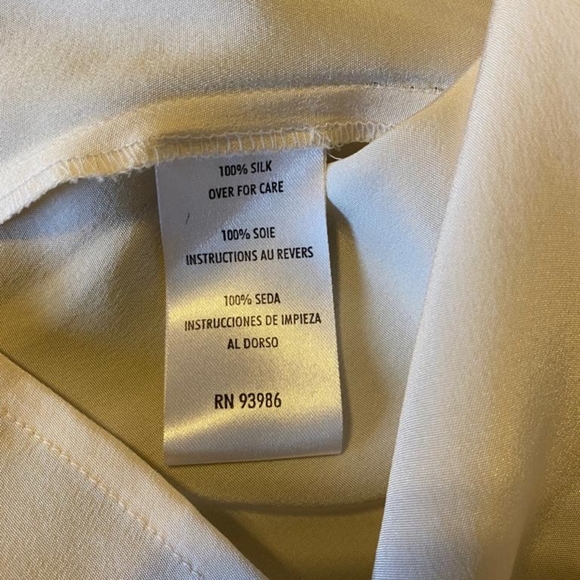 100% SILK
OVER FOR CARE
100% SOIE
INSTRUCTIONS AU REVERS
100% SEDA
INSTRUCCIONES DE IMPIEZA
AL DORSO
RN 93986